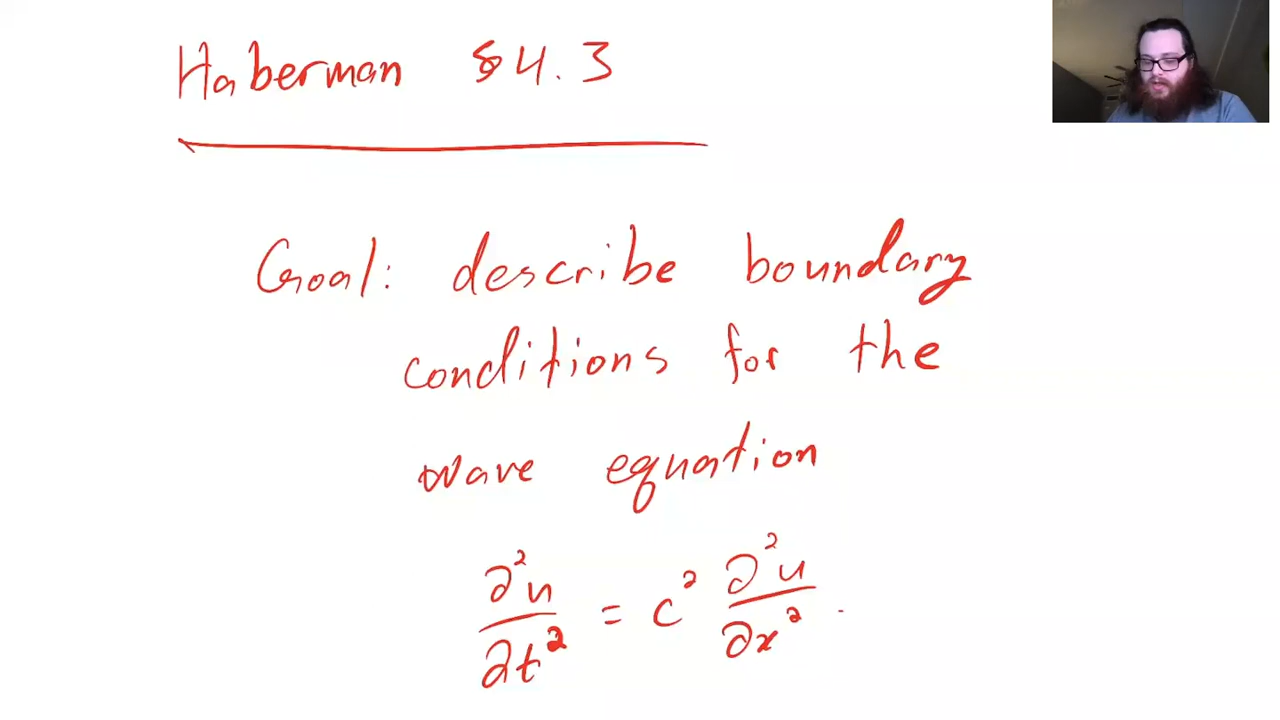 Haberman §4.3
Goal: describe boundary
conditions for the
wave equation
∂²u/∂t² = c² ∂²u/∂x² .